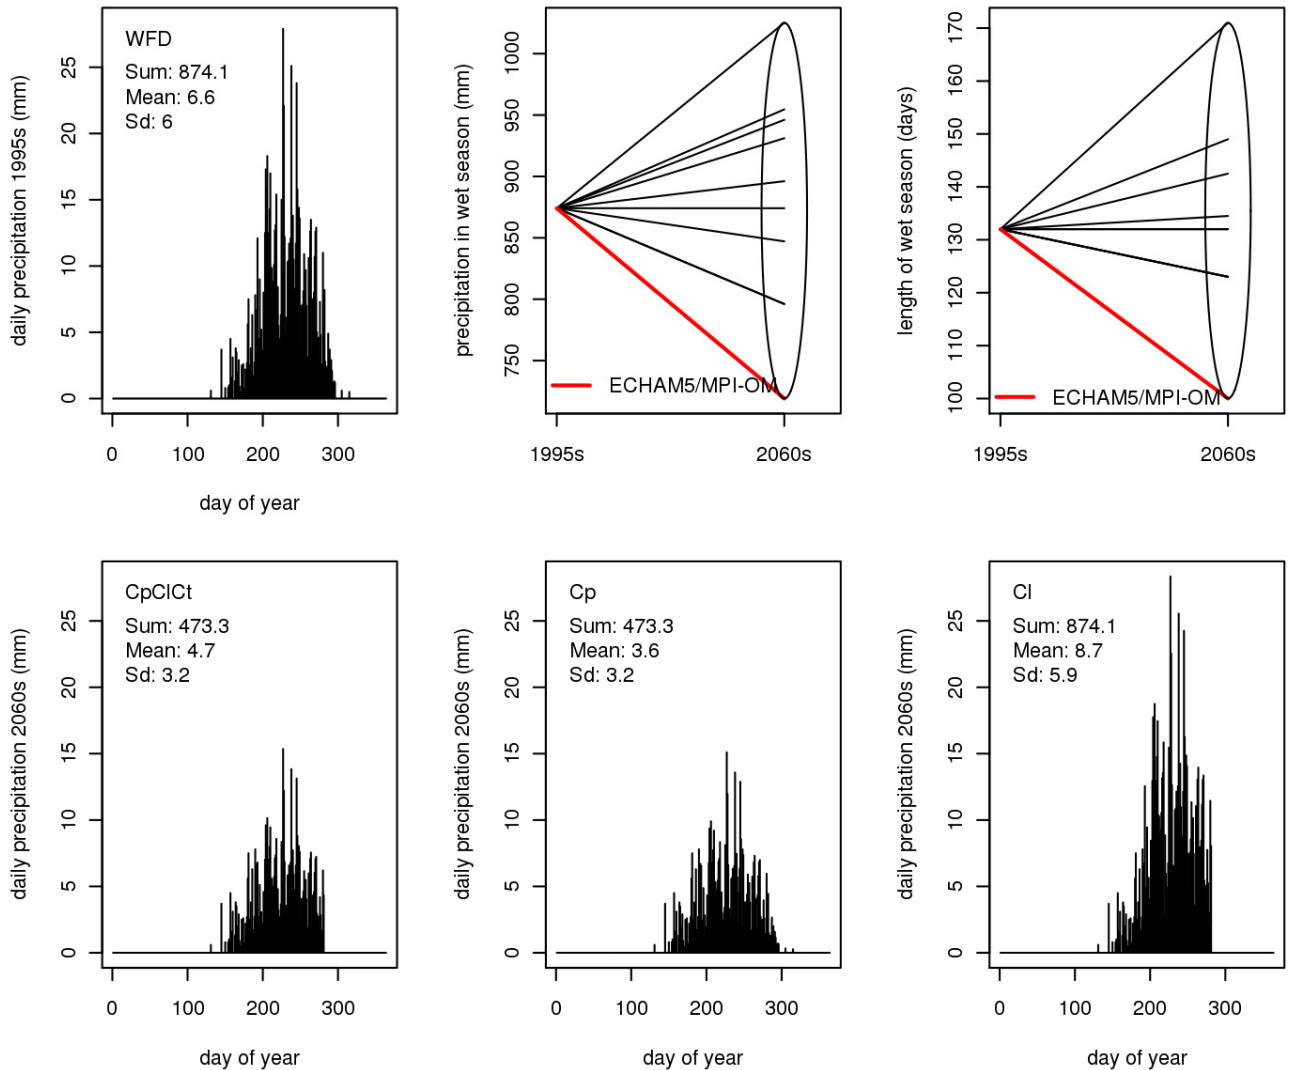 WFD
Sum: 874.1
Mean: 6.6
Sd: 6
daily precipitation 1995s (mm)
0
5
10
15
20
25
0
100
200
300
day of year
precipitation in wet season (mm)
750
800
850
900
950
1000
ECHAM5/MPI-OM
1995s
2060s
length of wet season (days)
100
110
120
130
140
150
160
170
ECHAM5/MPI-OM
1995s
2060s
CpClCt
Sum: 473.3
Mean: 4.7
Sd: 3.2
daily precipitation 2060s (mm)
0
5
10
15
20
25
0
100
200
300
day of year
Cp
Sum: 473.3
Mean: 3.6
Sd: 3.2
daily precipitation 2060s (mm)
0
5
10
15
20
25
0
100
200
300
day of year
Cl
Sum: 874.1
Mean: 8.7
Sd: 5.9
daily precipitation 2060s (mm)
0
5
10
15
20
25
0
100
200
300
day of year